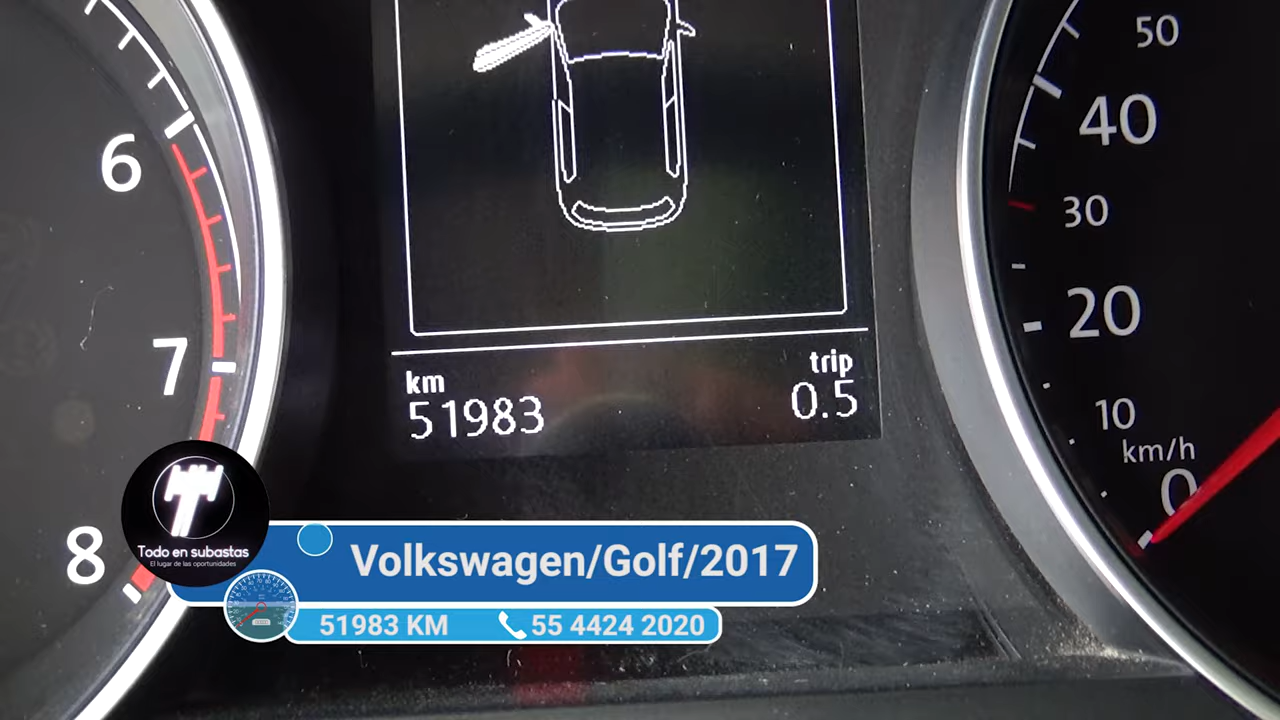 50
40
30
20
10
km/h
0
6
7
8
km
51983
trip
0.5
Todo en subastas
El lugar de las oportunidades
Volkswagen/Golf/2017
51983 KM
55 4424 2020